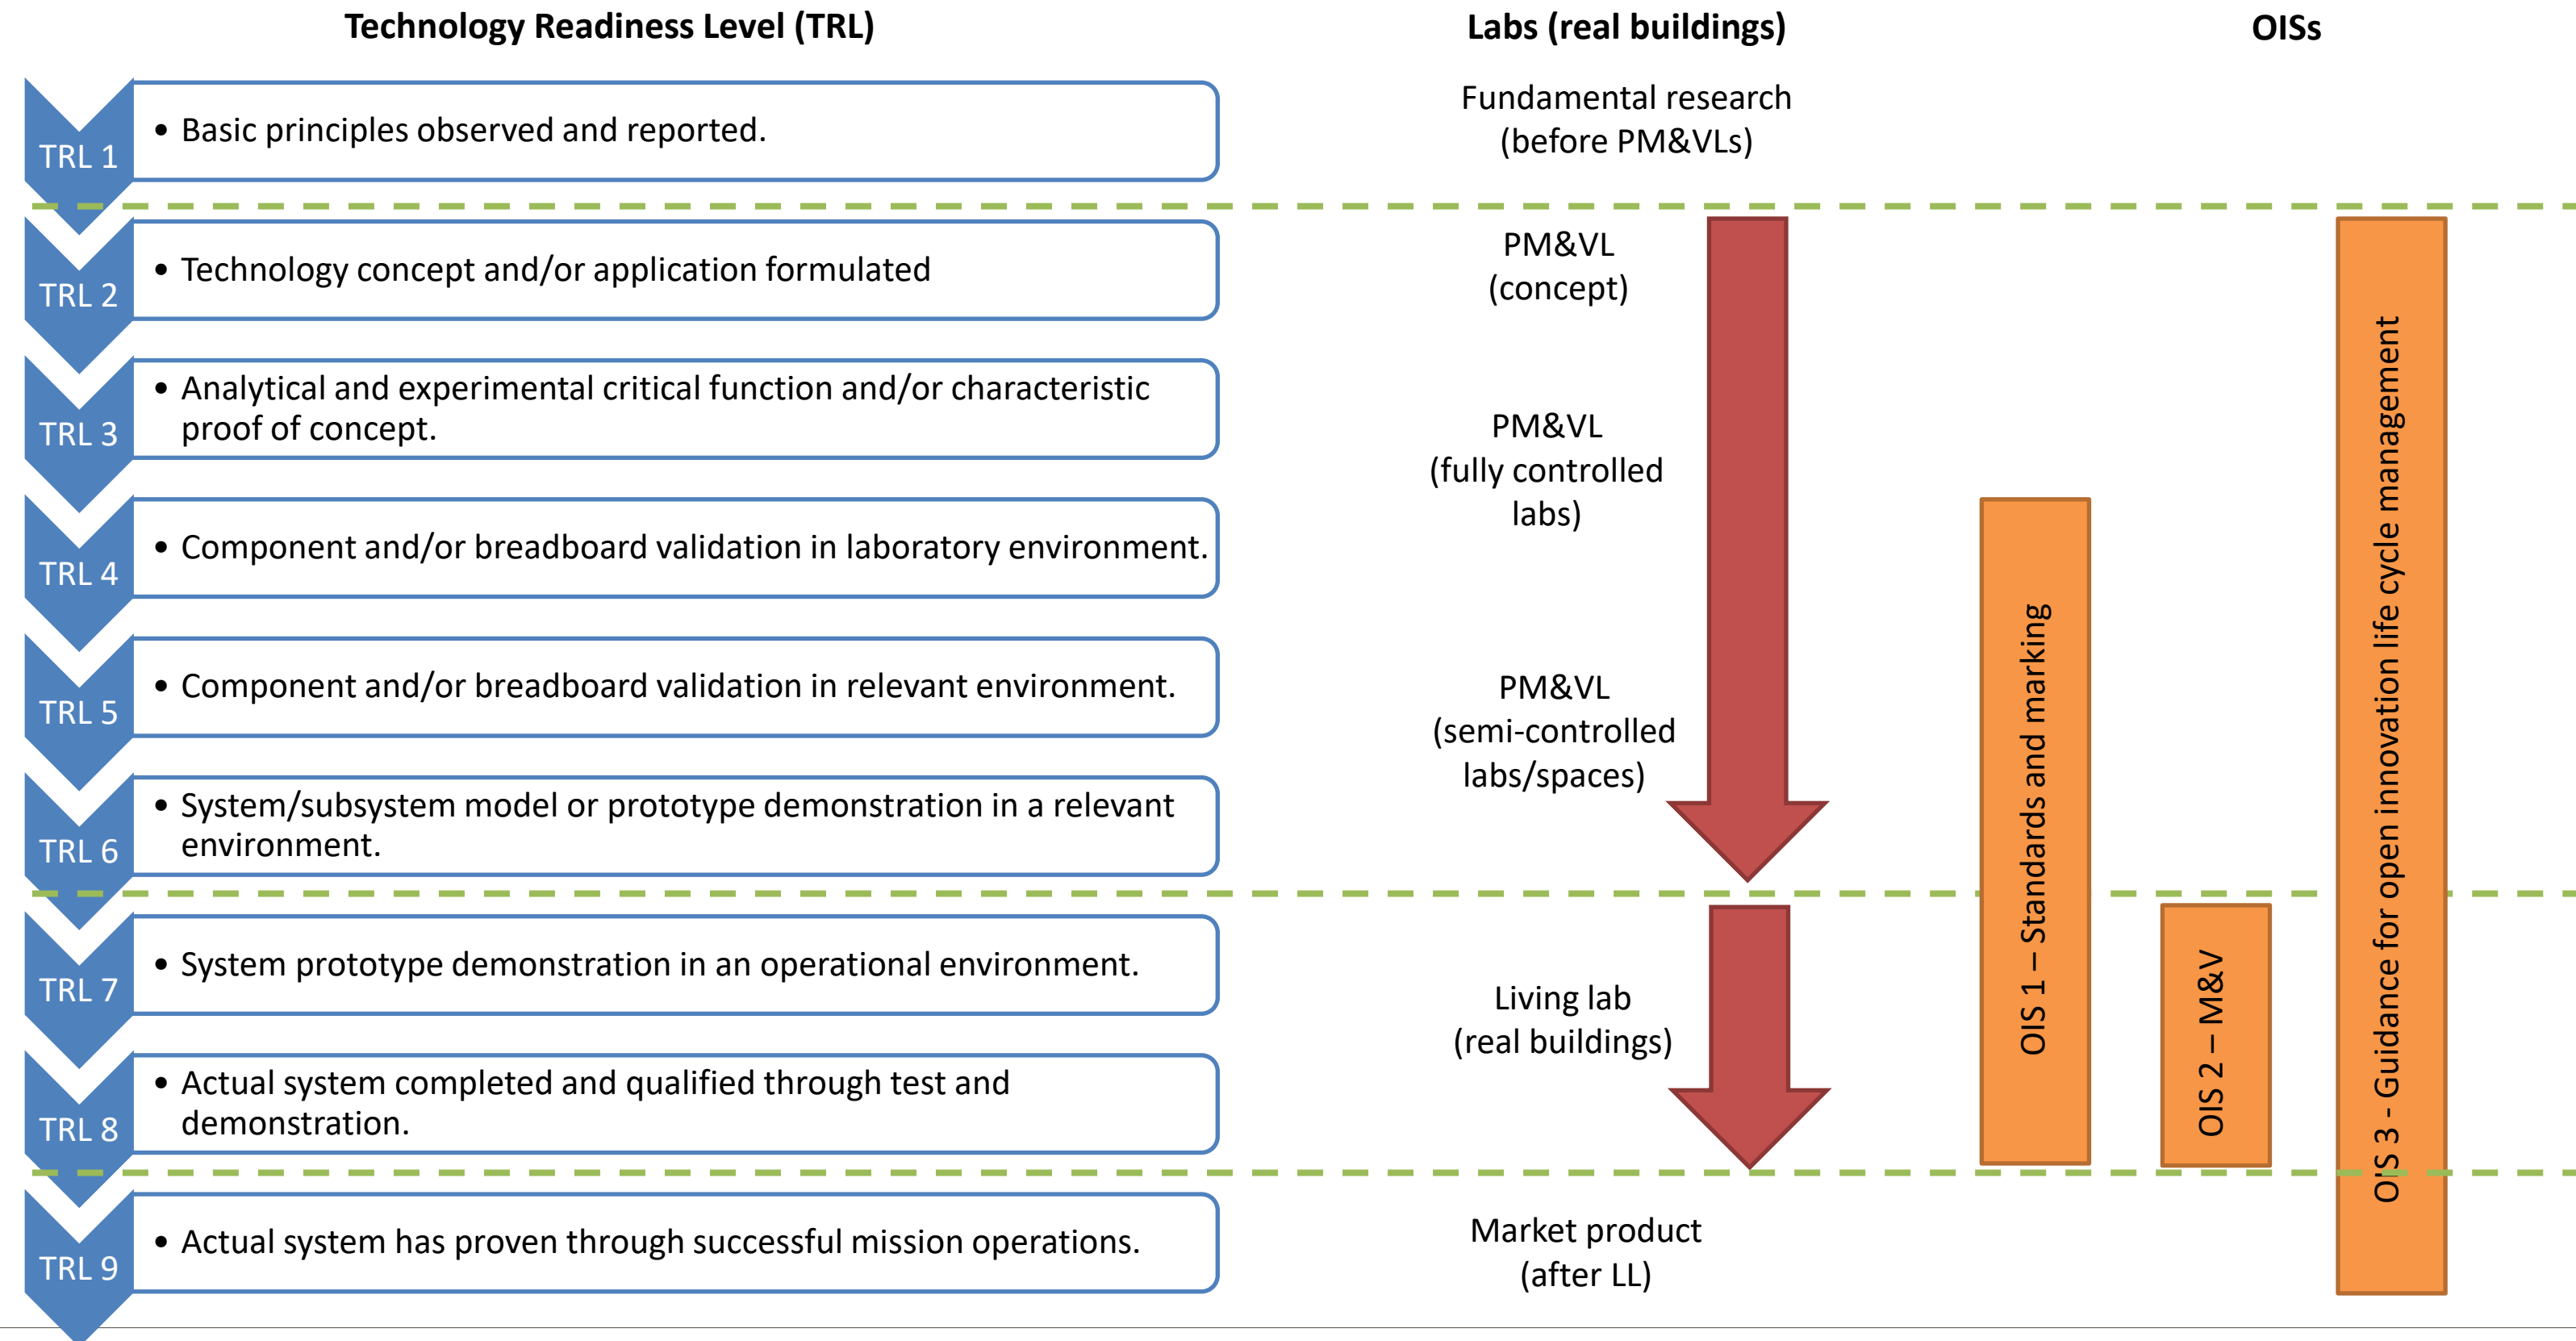 Technology Readiness Level (TRL)
Labs (real buildings)
OISs
TRL 1
• Basic principles observed and reported.
Fundamental research
(before PM&VLs)
TRL 2
• Technology concept and/or application formulated
PM&VL
(concept)
TRL 3
• Analytical and experimental critical function and/or characteristic
proof of concept.
PM&VL
(fully controlled
labs)
TRL 4
• Component and/or breadboard validation in laboratory environment.
TRL 5
• Component and/or breadboard validation in relevant environment.
PM&VL
(semi-controlled
labs/spaces)
TRL 6
• System/subsystem model or prototype demonstration in a relevant
environment.
TRL 7
• System prototype demonstration in an operational environment.
Living lab
(real buildings)
TRL 8
• Actual system completed and qualified through test and
demonstration.
TRL 9
• Actual system has proven through successful mission operations.
Market product
(after LL)
OIS 1 – Standards and marking
OIS 2 – M&V
OIS 3 - Guidance for open innovation life cycle management